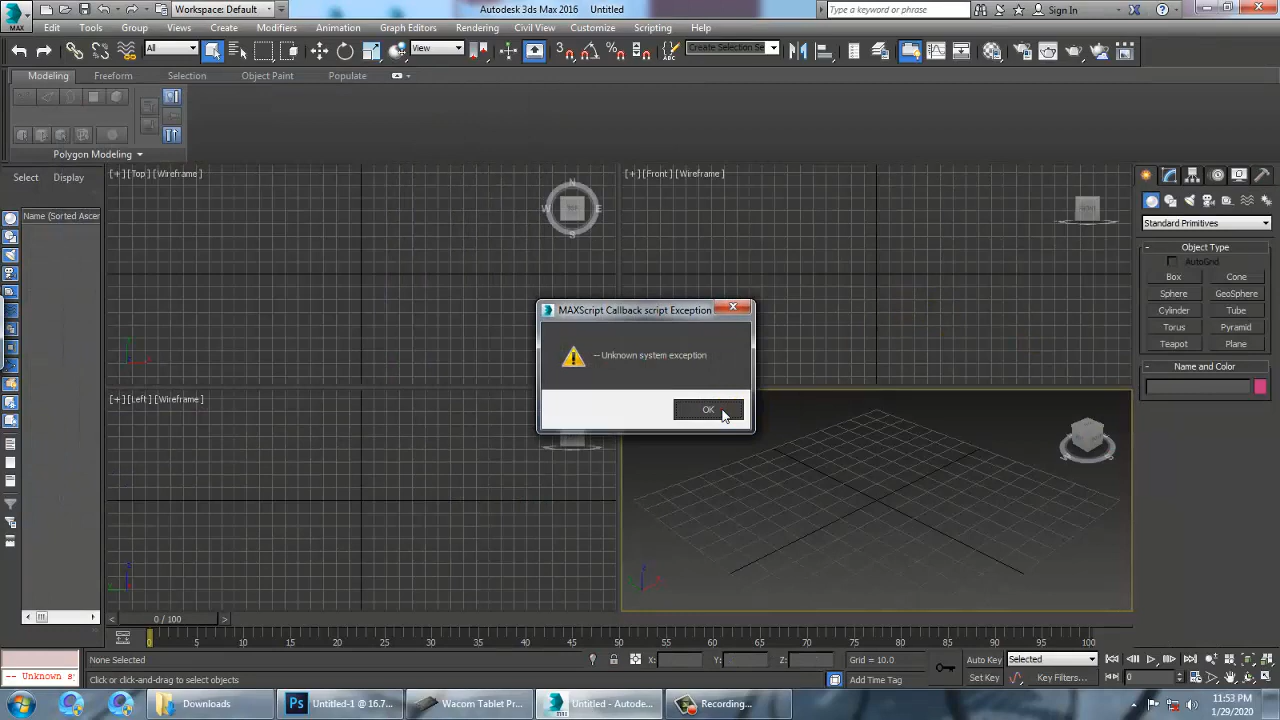 Workspace: Default
Autodesk 3ds Max 2016 Untitled
Type a keyword or phrase
Sign In
MAX
Edit Tools Group Views Create Modifiers Animation Graph Editors Rendering Civil View Customize Scripting Help
All
View
Create Selection Se
Modeling Freeform Selection Object Paint Populate
Polygon Modeling
Select Display
Name (Sorted Ascer
[+] [Top] [Wireframe]
N
W
TOP
E
S
[+] [Front] [Wireframe]
FRONT
[+] [Left] [Wireframe]
MAXScript Callback script Exception
-- Unknown system exception
OK
Standard Primitives
Object Type
AutoGrid
Box Cone
Sphere GeoSphere
Cylinder Tube
Torus Pyramid
Teapot Plane
Name and Color
0 / 100
0 5 10 15 20 25 30 35 40 45 50 55 60 65 70 75 80 85 90 95 100
None Selected
X: Y: Z:
Grid = 10.0
Auto Key Selected
-- Unknown s
Click or click-and-drag to select objects
Add Time Tag
Set Key Key Filters...
0
Downloads
Ps Untitled-1 @ 16.7...
Wacom Tablet Pr...
Untitled - Autode...
Recording...
11:53 PM
1/29/2020